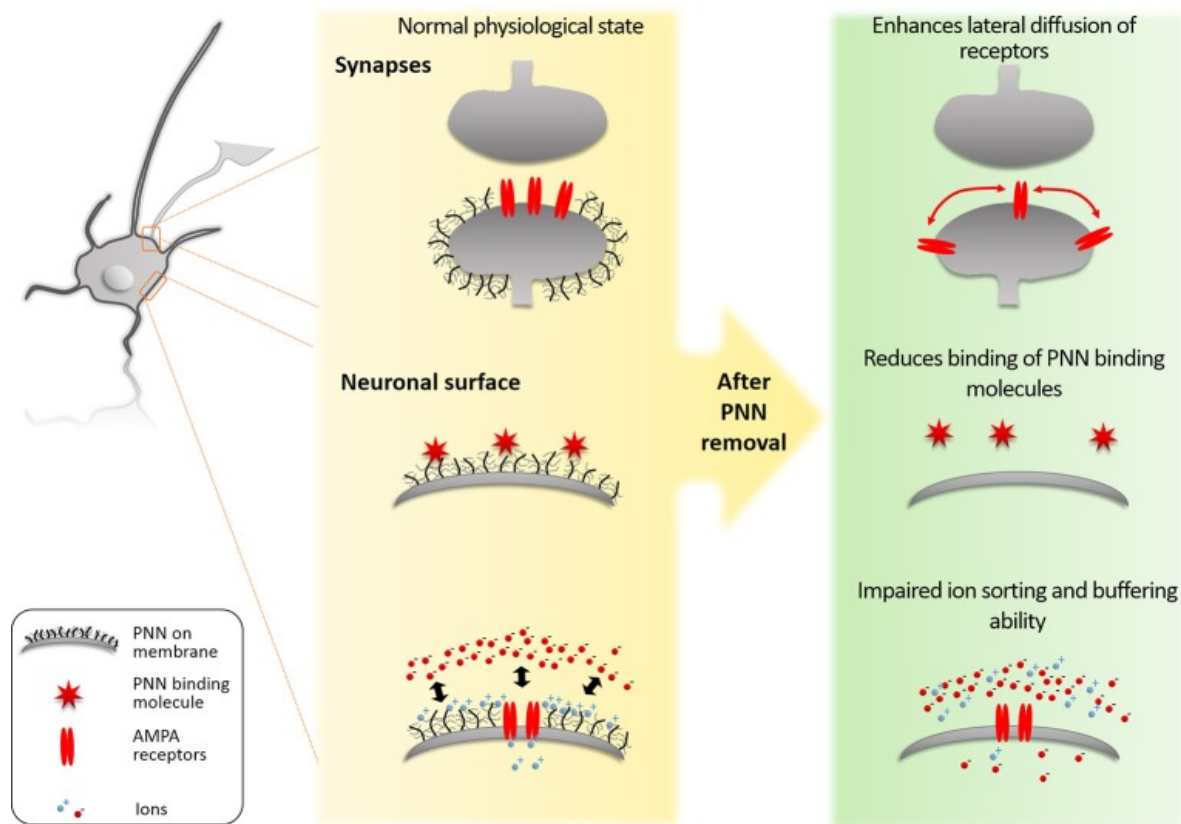 Normal physiological state
Synapses
Enhances lateral diffusion of
receptors
Neuronal surface
After
PNN
removal
Reduces binding of PNN binding
molecules
Impaired ion sorting and buffering
ability
PNN on
membrane
PNN binding
molecule
AMPA
receptors
Ions